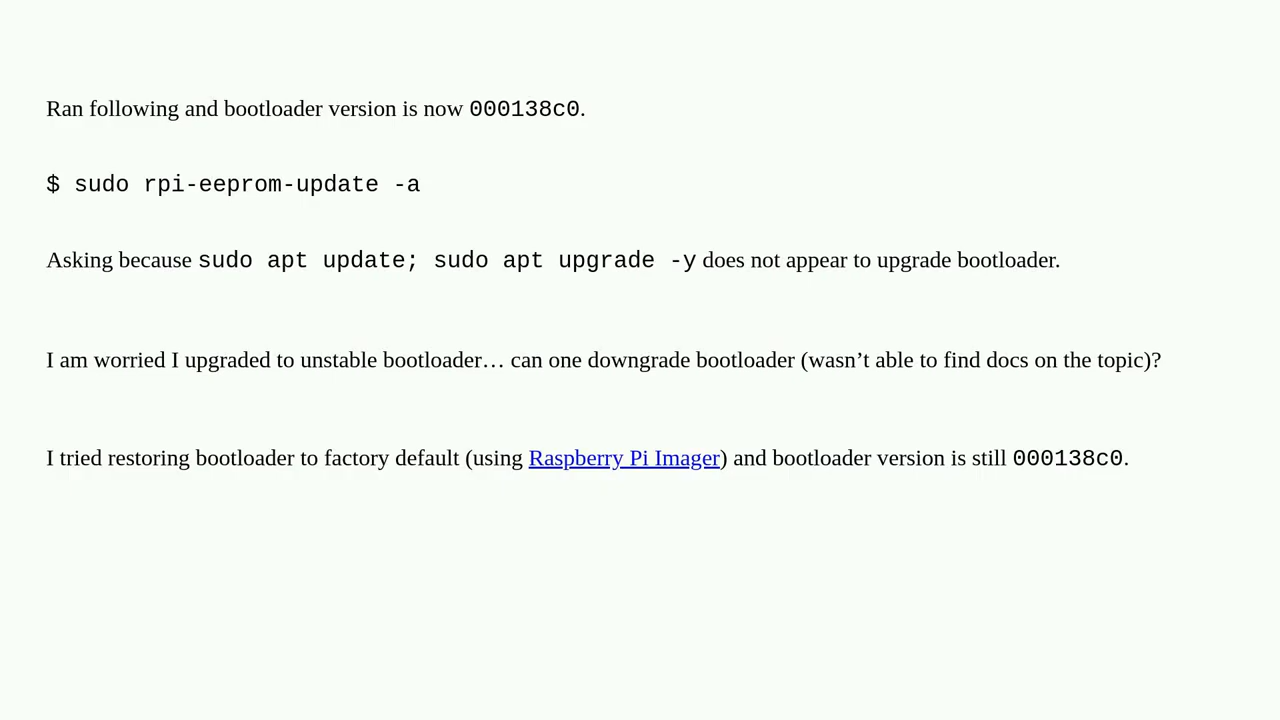 Ran following and bootloader version is now 000138c0.
$ sudo rpi-eeprom-update -a
Asking because sudo apt update; sudo apt upgrade -y does not appear to upgrade bootloader.
I am worried I upgraded to unstable bootloader… can one downgrade bootloader (wasn’t able to find docs on the topic)?
I tried restoring bootloader to factory default (using Raspberry Pi Imager) and bootloader version is still 000138c0.